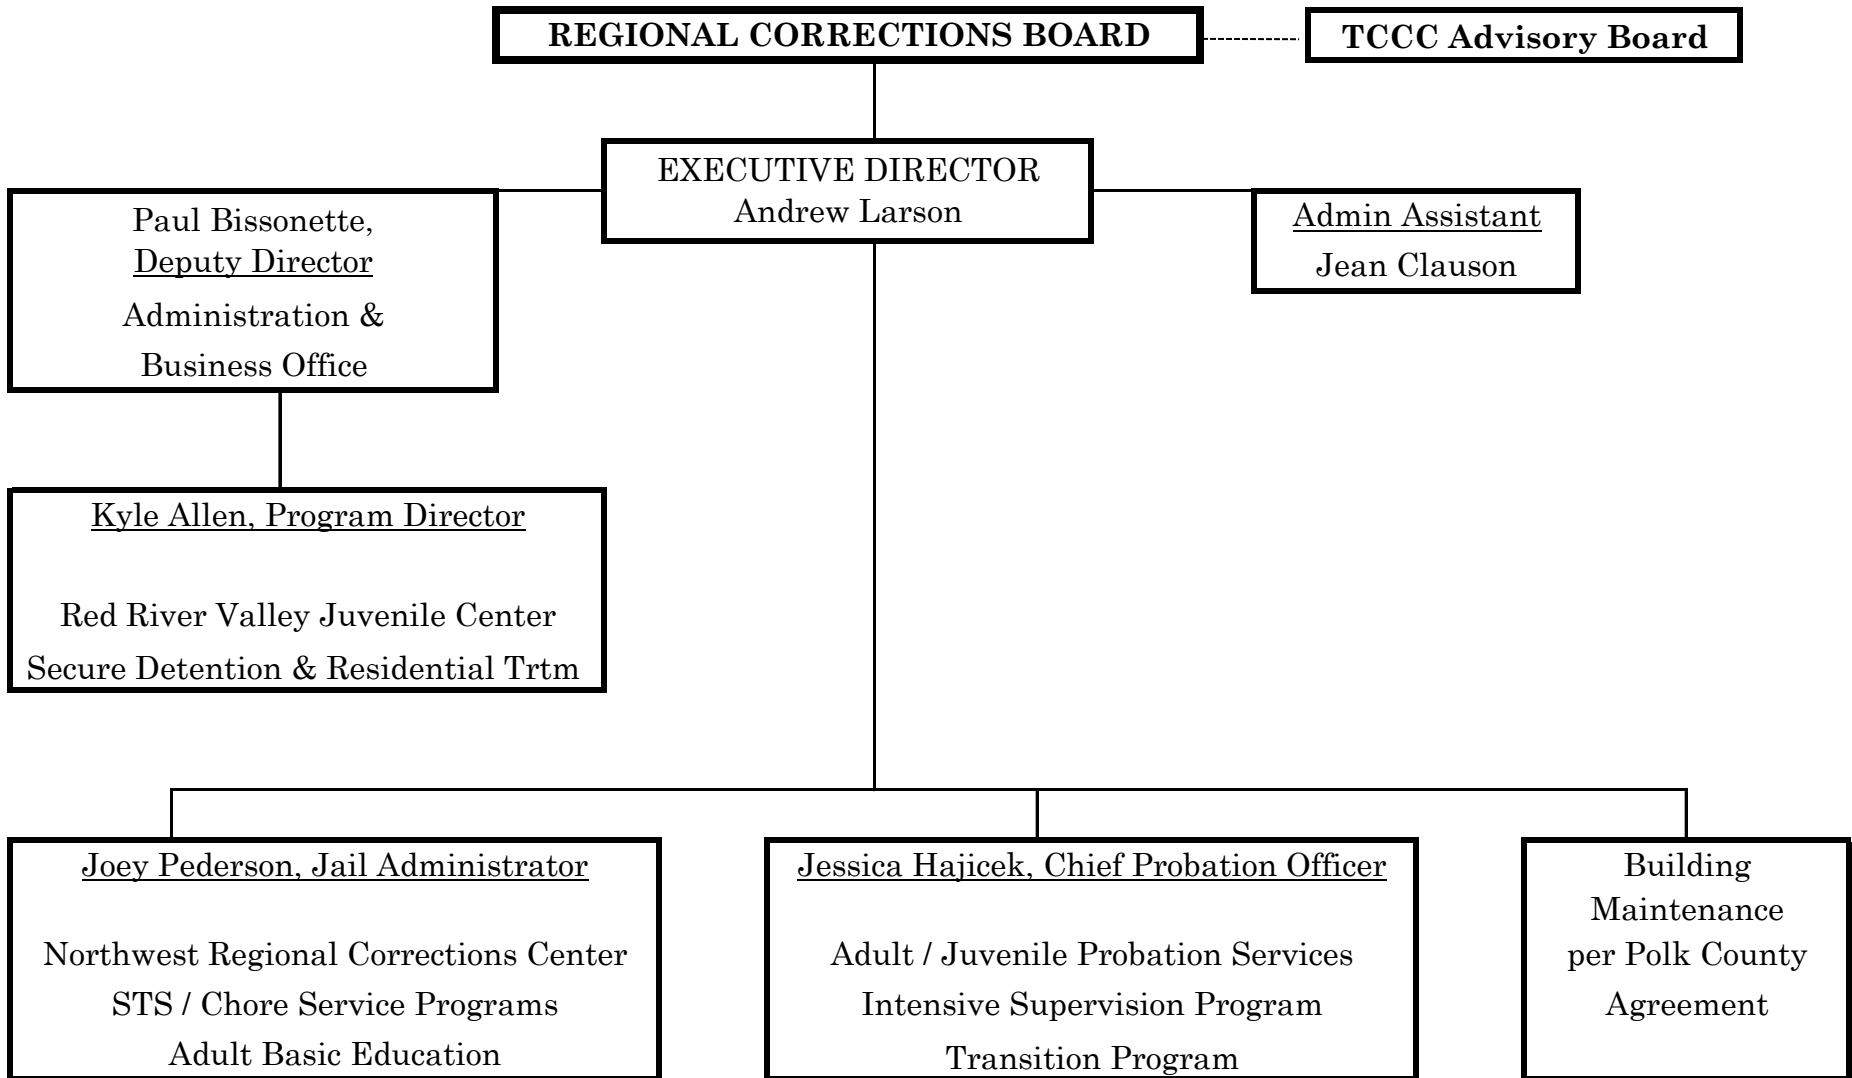 REGIONAL CORRECTIONS BOARD
TCCC Advisory Board
EXECUTIVE DIRECTOR
Andrew Larson
Paul Bissonette,
Deputy Director
Administration &
Business Office
Admin Assistant
Jean Clauson
Kyle Allen, Program Director
Red River Valley Juvenile Center
Secure Detention & Residential Trtm
Joey Pederson, Jail Administrator
Northwest Regional Corrections Center
STS / Chore Service Programs
Adult Basic Education
Jessica Hajicek, Chief Probation Officer
Adult / Juvenile Probation Services
Intensive Supervision Program
Transition Program
Building
Maintenance
per Polk County
Agreement